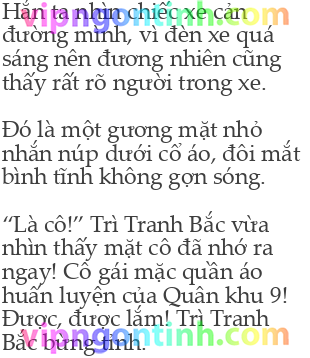 vipngontinh.com
Hắn ta nhìn chiếc xe cản
đường mình, vì đèn xe quá
sáng nên đương nhiên cũng
thấy rất rõ người trong xe.
Đó là một gương mặt nhỏ
nhắn núp dưới cổ áo, đôi mắt
bình tĩnh không gợn sóng.
“Là cô!” Trì Tranh Bắc vừa
nhìn thấy mặt cô đã nhớ ra
ngay! Cô gái mặc quần áo
huấn luyện của Quân khu 9!
Được, được lắm! Trì Tranh
Bắc bừng tỉnh.
vipngontinh.com